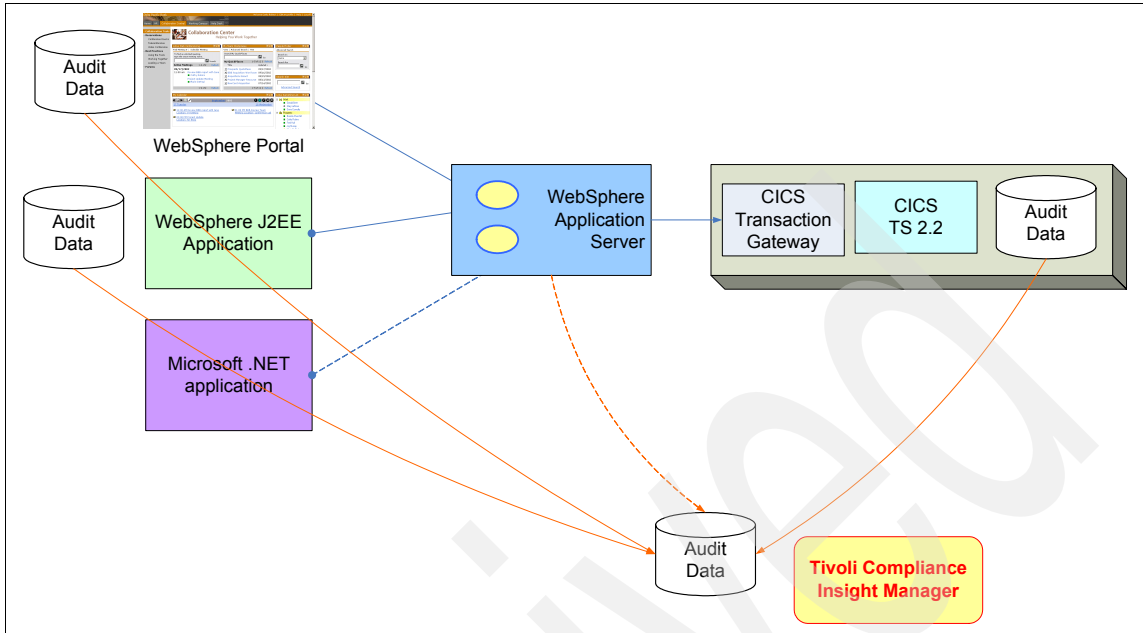 Audit
Data
Collaboration Center
WebSphere Portal
Audit
Data
WebSphere J2EE
Application
Microsoft .NET
application
WebSphere
Application
Server
CICS
Transaction
Gateway
CICS
TS 2.2
Audit
Data
Audit
Data
Tivoli Compliance
Insight Manager